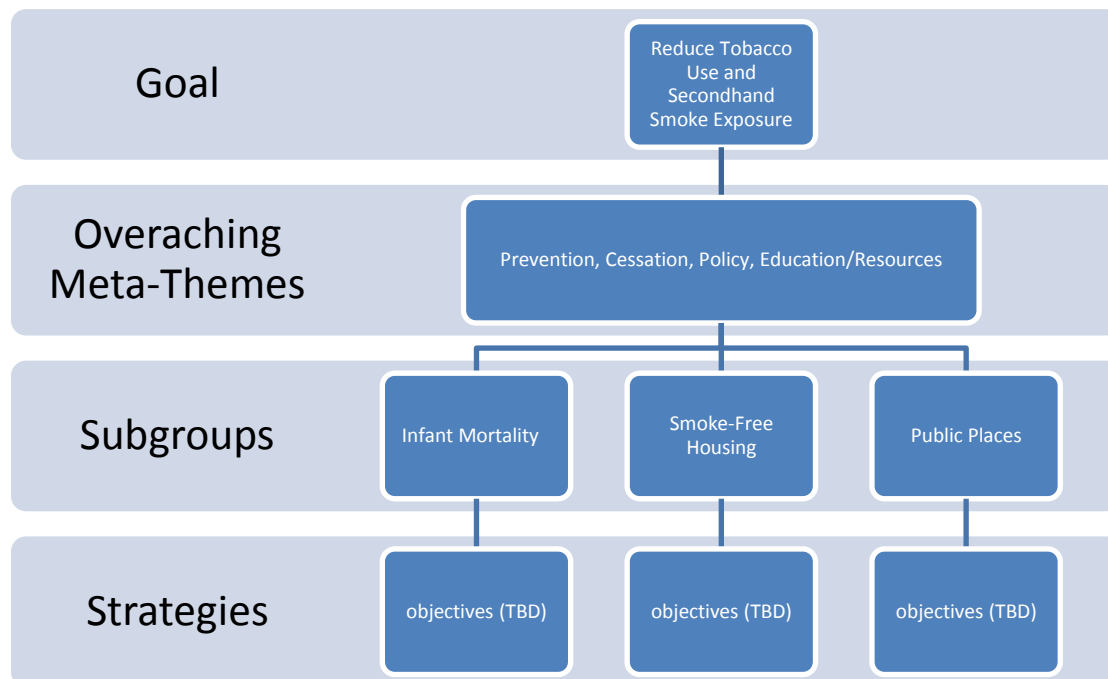 Goal
Reduce Tobacco
Use and
Secondhand
Smoke Exposure
Overaching
Meta-Themes
Prevention, Cessation, Policy, Education/Resources
Subgroups
Infant Mortality
Smoke-Free
Housing
Public Places
Strategies
objectives (TBD)
objectives (TBD)
objectives (TBD)